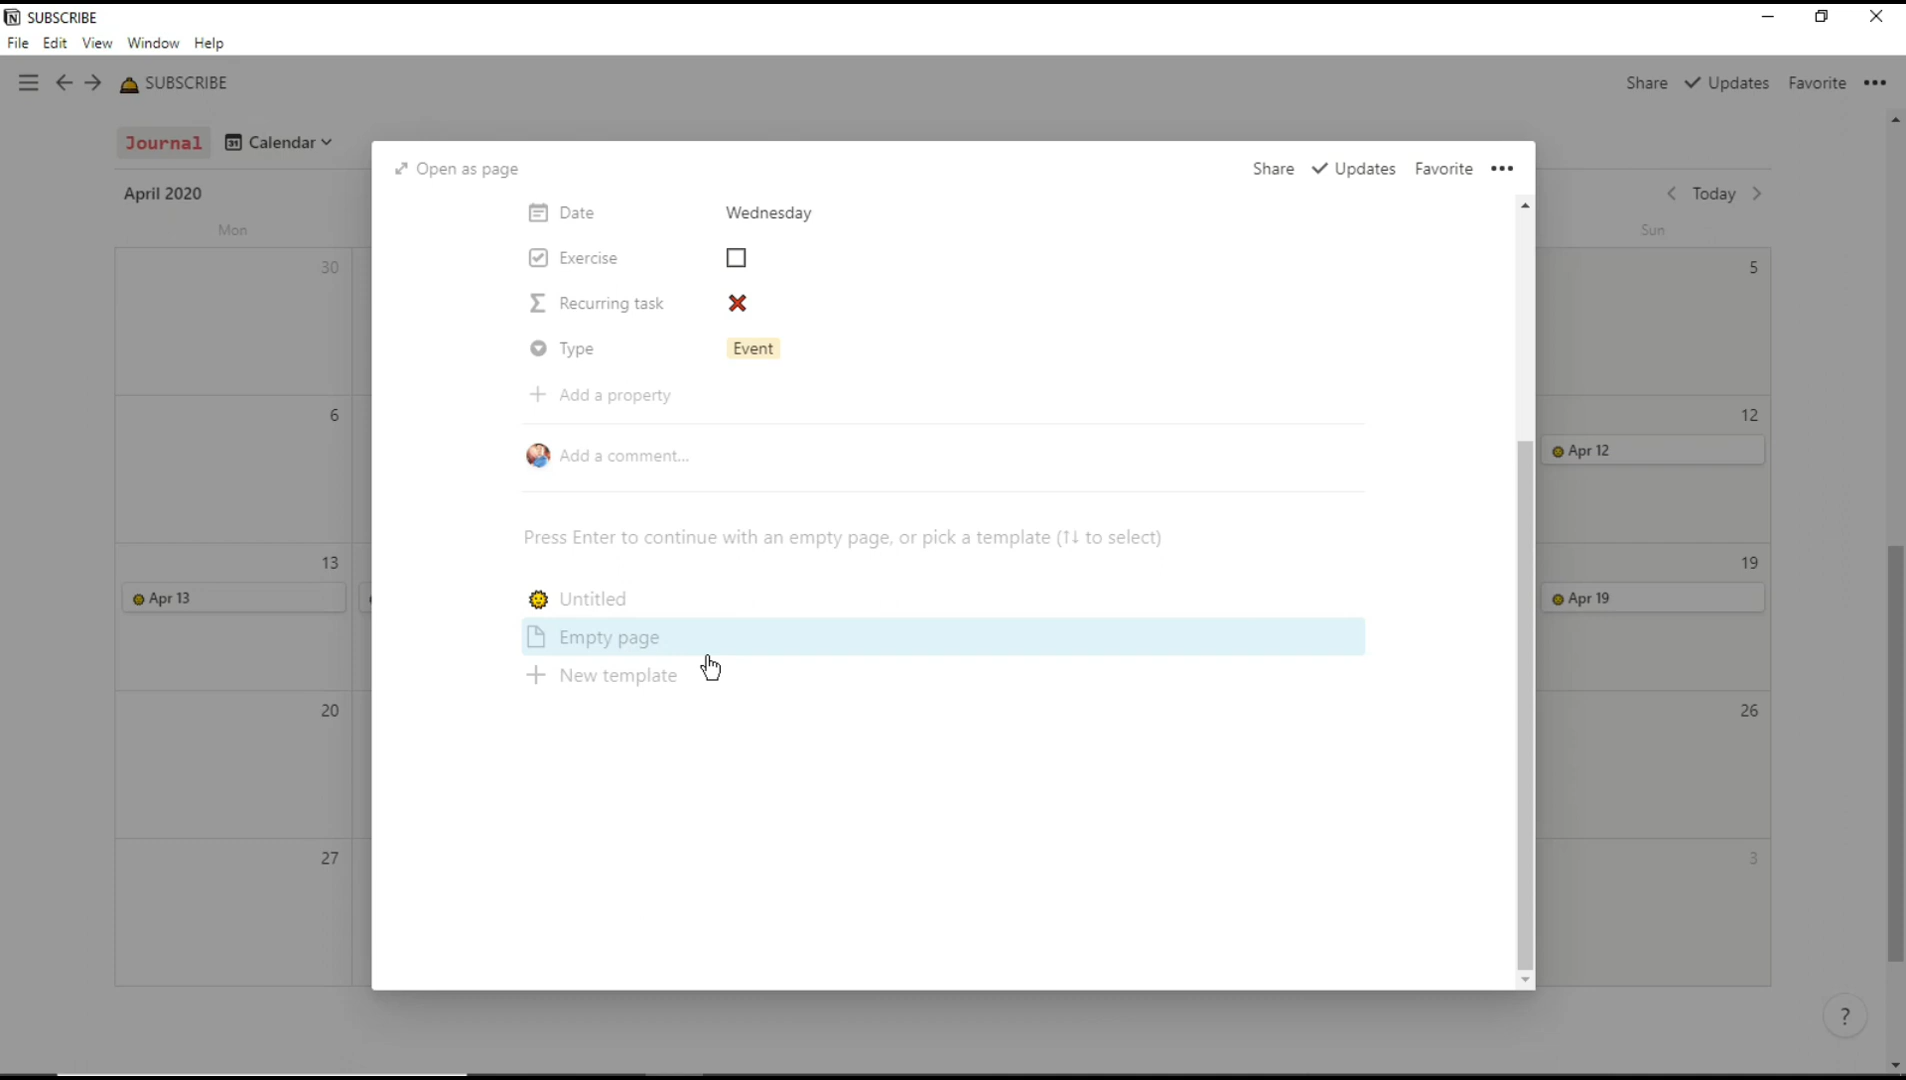 SUBSCRIBE
File Edit View Window Help
SUBSCRIBE
Share ✓ Updates Favorite •••
Journal 31 Calendar
April 2020
Today
Mon
Sun
Open as page
Share ✓ Updates Favorite •••
Date Wednesday
Exercise
Recurring task
Type Event
Add a property
Add a comment...
Press Enter to continue with an empty page, or pick a template (↑↓ to select)
Untitled
Empty page
New template
30
5
6
12
Apr 12
13
19
Apr 13
Apr 19
20
26
27
3
?